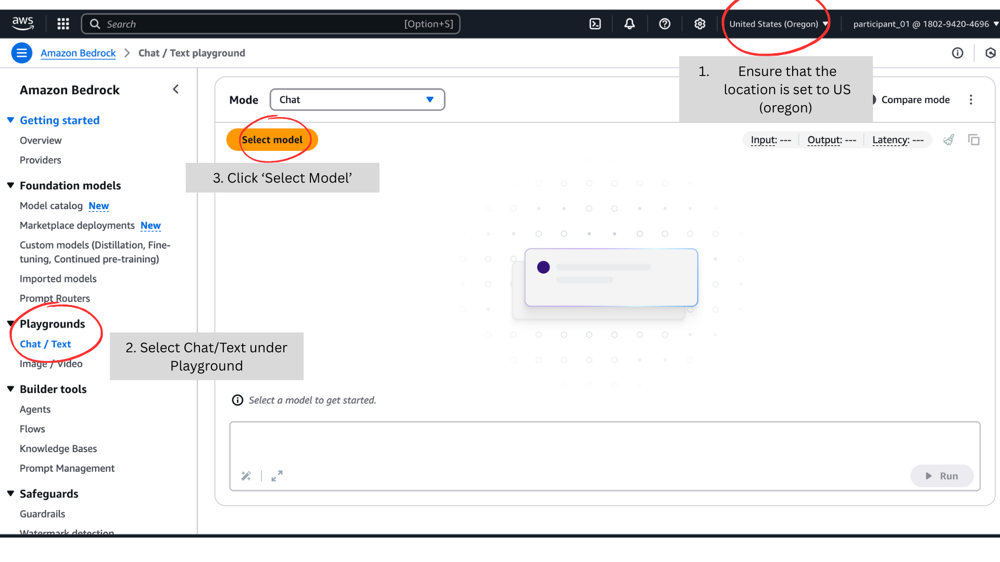 aws
Search
[Option+S]
United States (Oregon)
participant_01 @ 1802-9420-4696
Amazon Bedrock
Chat / Text playground
Amazon Bedrock
Getting started
Overview
Providers
Foundation models
Model catalog New
Marketplace deployments New
Custom models (Distillation, Fine-
tuning, Continued pre-training)
Imported models
Prompt Routers
Playgrounds
Chat / Text
Image / Video
Builder tools
Agents
Flows
Knowledge Bases
Prompt Management
Safeguards
Guardrails
Watermark detection
1. Ensure that the
location is set to US
(oregon)
Mode
Chat
Compare mode
Select model
Input: ---
Output: ---
Latency: ---
3. Click ‘Select Model’
2. Select Chat/Text under
Playground
Select a model to get started.
Run